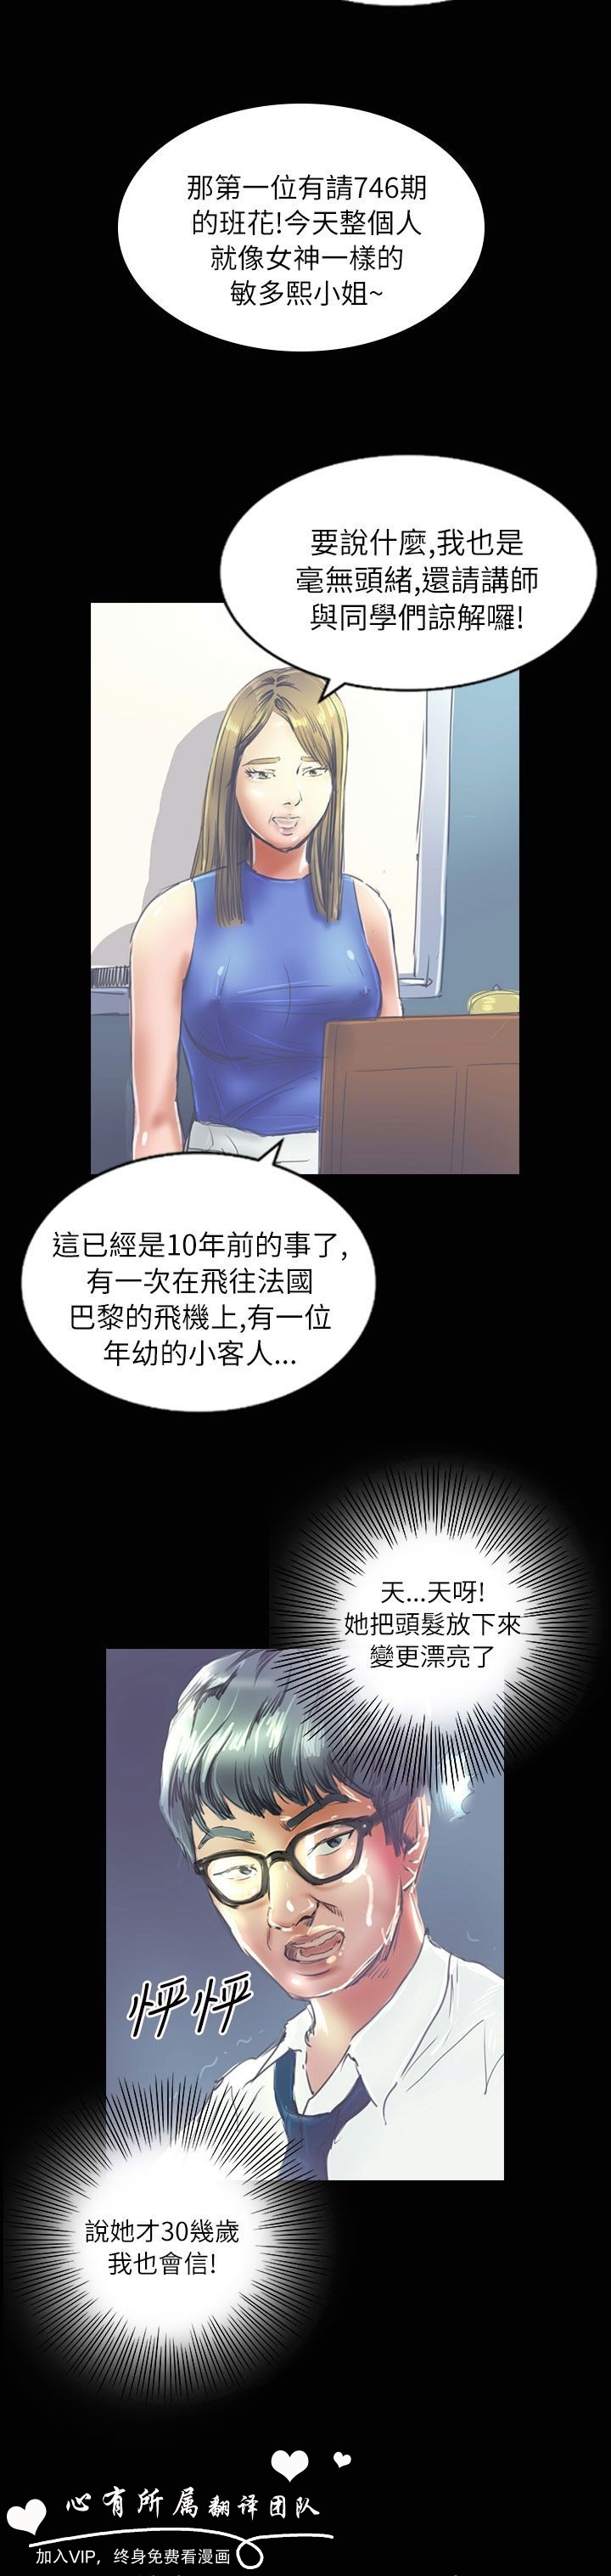 那第一位有請746期
的班花!今天整個人
就像女神一樣的
敏多熙小姐~
要說什麼,我也是
毫無頭緒,還請講師
與同學們諒解囉!
這已經是10年前的事了,
有一次在飛往法國
巴黎的飛機上,有一位
年幼的小客人...
天...天呀!
她把頭髮放下來
變更漂亮了
怦怦
說她才30幾歲
我也會信!
心有所属翻译团队
加入VIP，终身免费看漫画